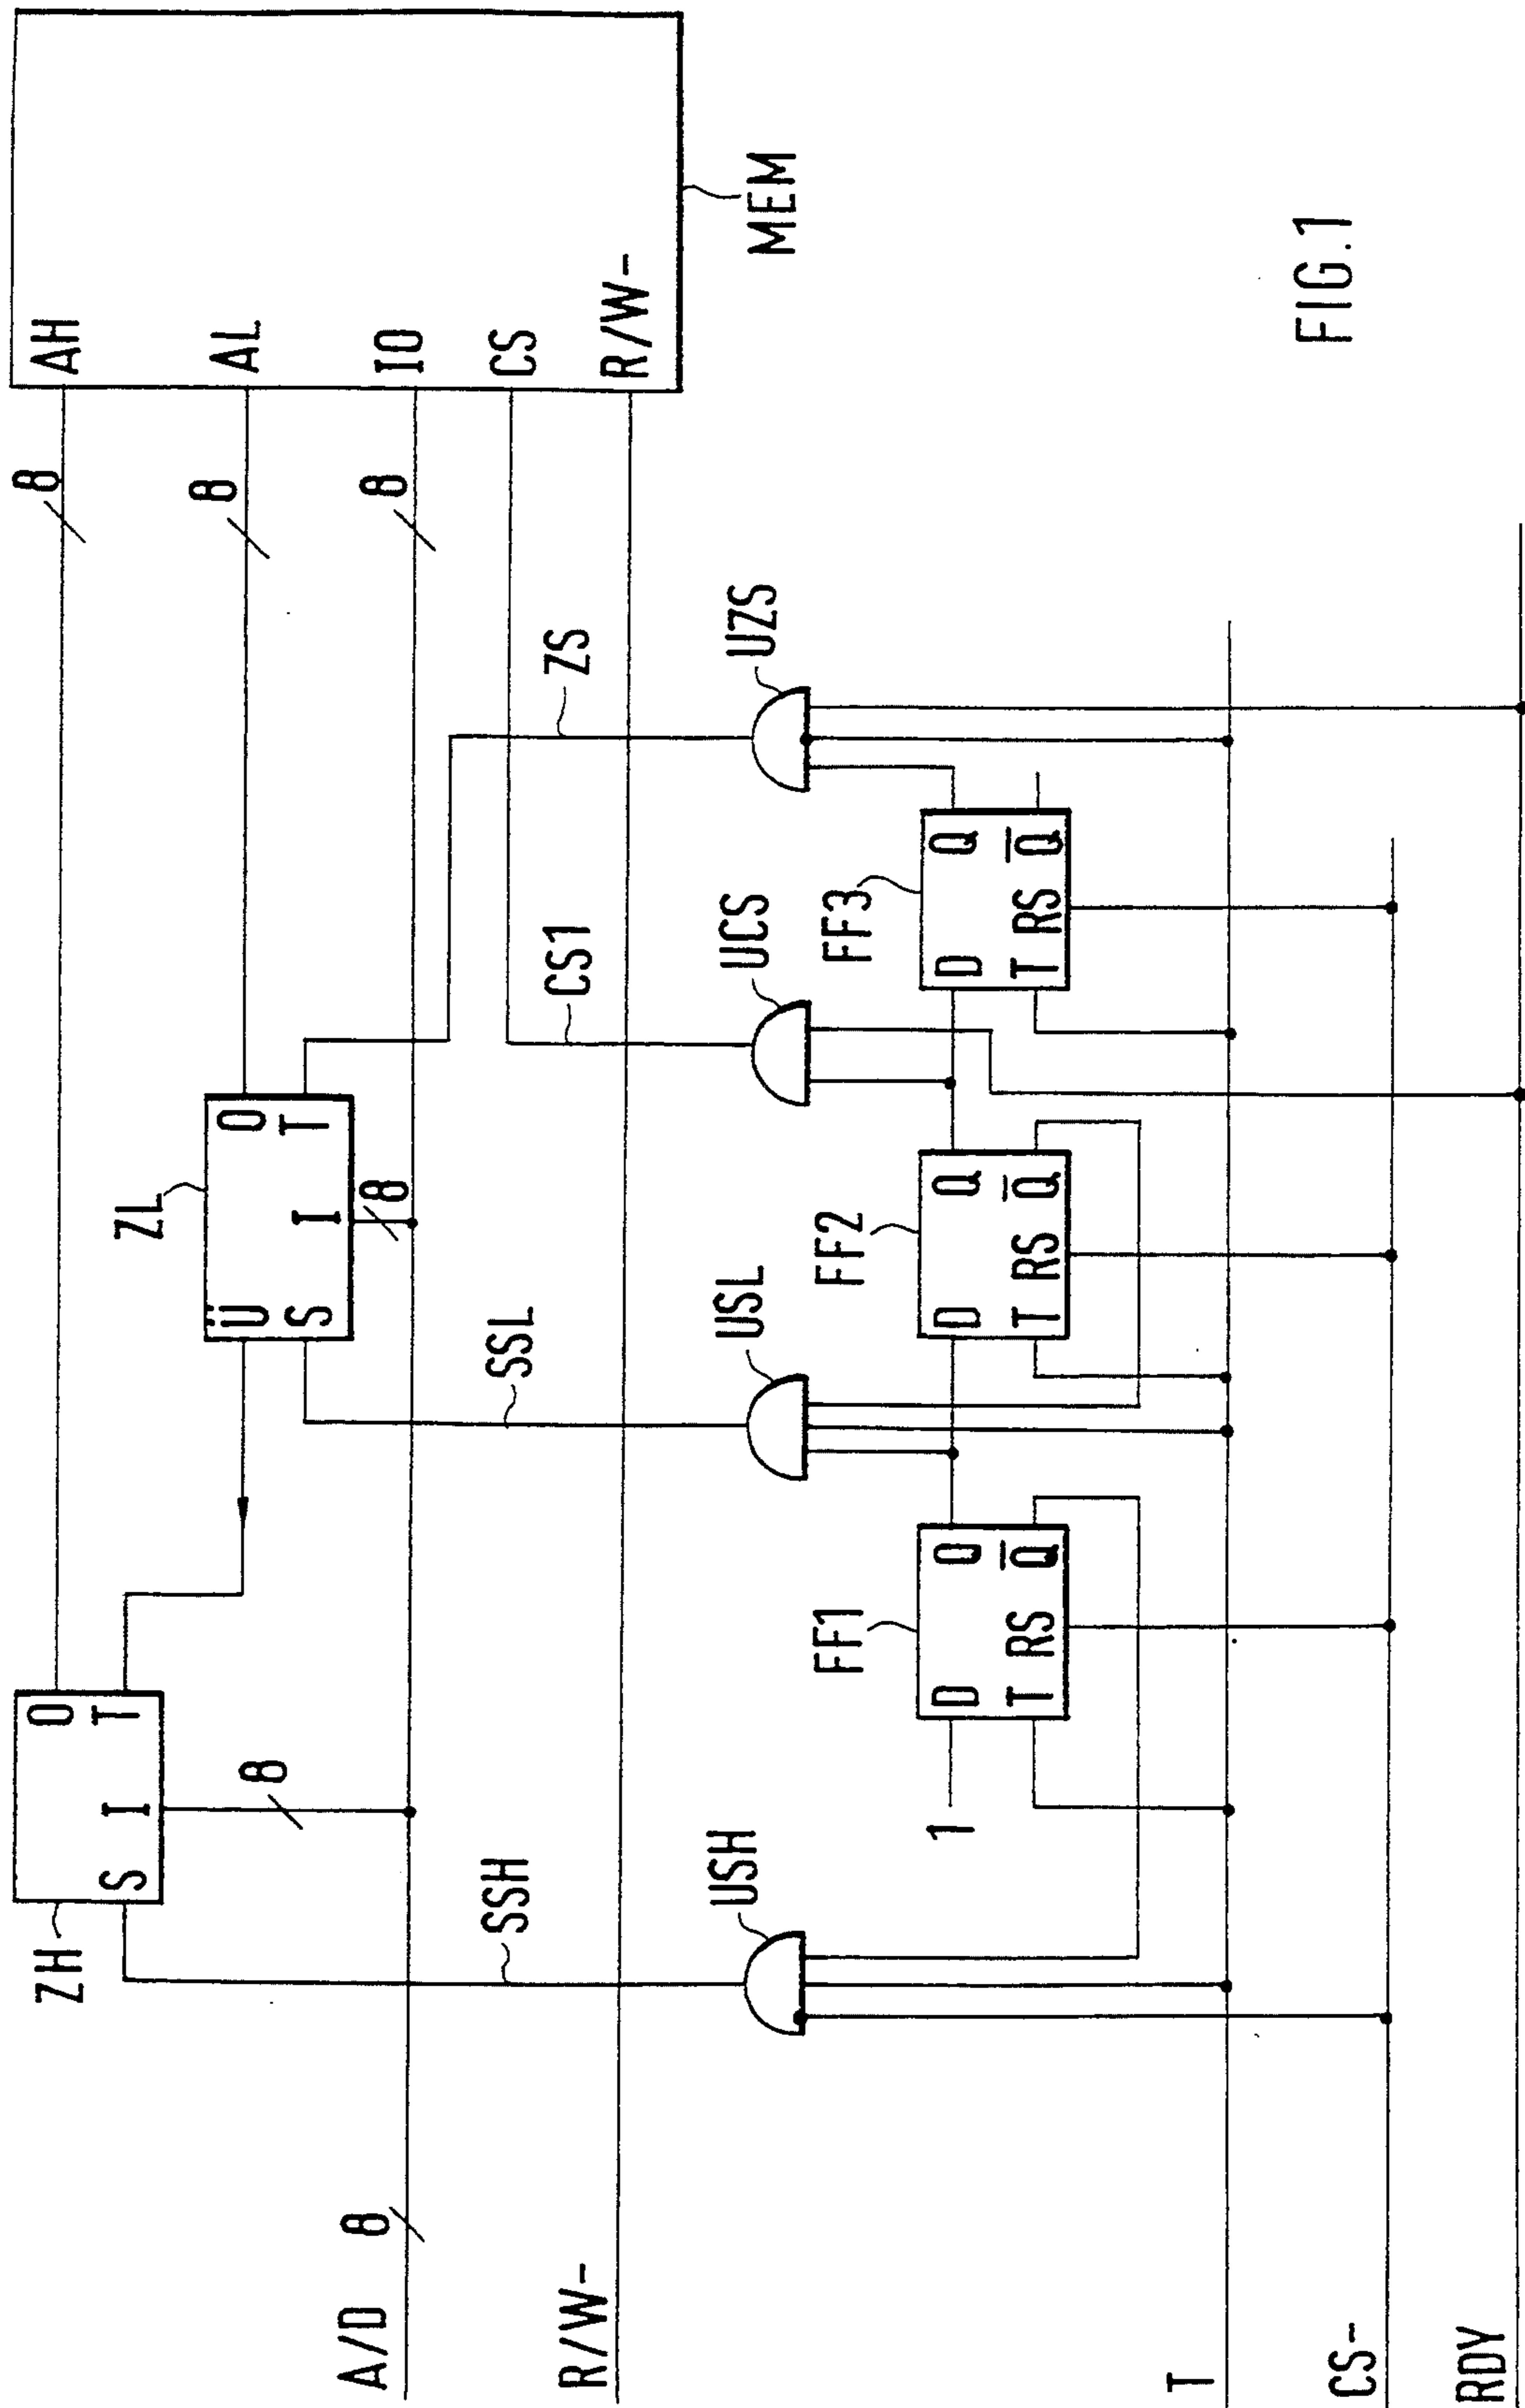 AH
AL
IO
CS
R/W-
MEM
8
8
8
ZH
S
I
O
T
8
ZL
Ü
S
I
O
T
8
A/D
8
R/W-
SSH
SSL
CS1
ZS
USH
USL
UCS
UZS
1
FF1
D
T
RS
Q
Q̅
FF2
D
T
RS
Q
Q̅
FF3
D
T
RS
Q
Q̅
T
CS-
RDY
FIG.1